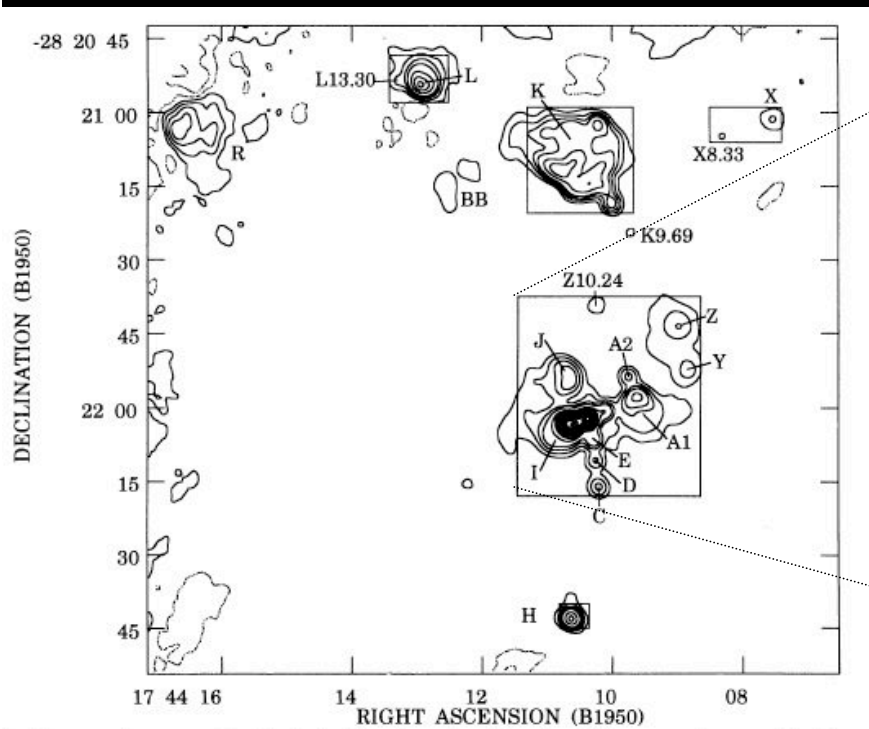 -28 20 45
L13.30
L
K
X
21 00
R
X8.33
15
BB
K9.69
30
Z10.24
Z
45
J
A2
Y
DECLINATION (B1950)
22 00
A1
E
I
D
15
C
30
H
45
17 44 16
14
12
10
08
RIGHT ASCENSION (B1950)